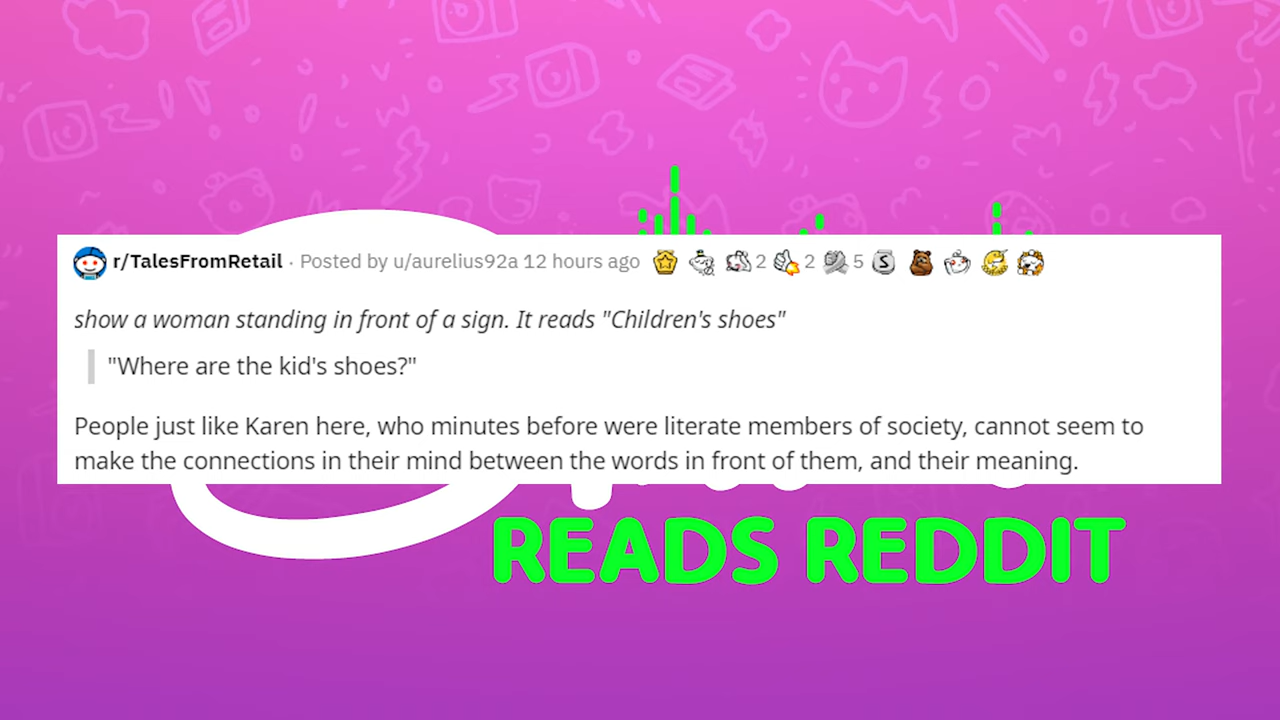 r/TalesFromRetail · Posted by u/aurelius92a 12 hours ago 2 2 5 S
show a woman standing in front of a sign. It reads "Children's shoes"
"Where are the kid's shoes?"
People just like Karen here, who minutes before were literate members of society, cannot seem to
make the connections in their mind between the words in front of them, and their meaning.
READS REDDIT